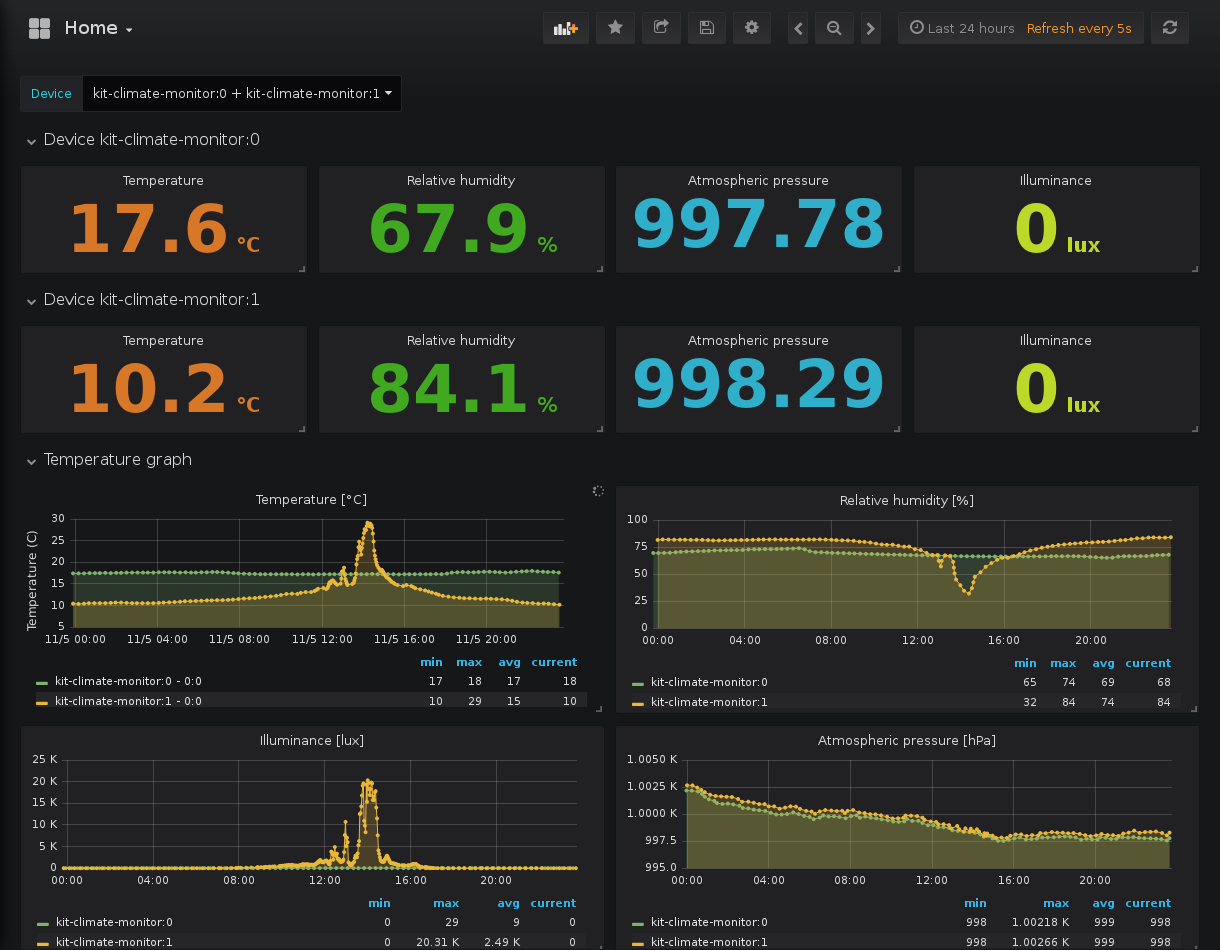 Home
Last 24 hours Refresh every 5s
Device kit-climate-monitor:0 + kit-climate-monitor:1
Device kit-climate-monitor:0
Temperature Relative humidity Atmospheric pressure Illuminance
17.6 °C 67.9 % 997.78 0 lux
Device kit-climate-monitor:1
Temperature Relative humidity Atmospheric pressure Illuminance
10.2 °C 84.1 % 998.29 0 lux
Temperature graph
Temperature [°C]
Temperature (C)
30
25
20
15
10
5
11/5 00:00 11/5 04:00 11/5 08:00 11/5 12:00 11/5 16:00 11/5 20:00
min max avg current
kit-climate-monitor:0 - 0:0 17 18 17 18
kit-climate-monitor:1 - 0:0 10 29 15 10
Relative humidity [%]
100
75
50
25
0
00:00 04:00 08:00 12:00 16:00 20:00
min max avg current
kit-climate-monitor:0 65 74 69 68
kit-climate-monitor:1 32 84 74 84
Illuminance [lux]
25 K
20 K
15 K
10 K
5 K
0
00:00 04:00 08:00 12:00 16:00 20:00
min max avg current
kit-climate-monitor:0 0 29 9 0
kit-climate-monitor:1 0 20.31 K 2.49 K 0
Atmospheric pressure [hPa]
1.0050 K
1.0025 K
1.0000 K
997.5
995.0
00:00 04:00 08:00 12:00 16:00 20:00
min max avg current
kit-climate-monitor:0 998 1.00218 K 999 998
kit-climate-monitor:1 998 1.00266 K 999 998